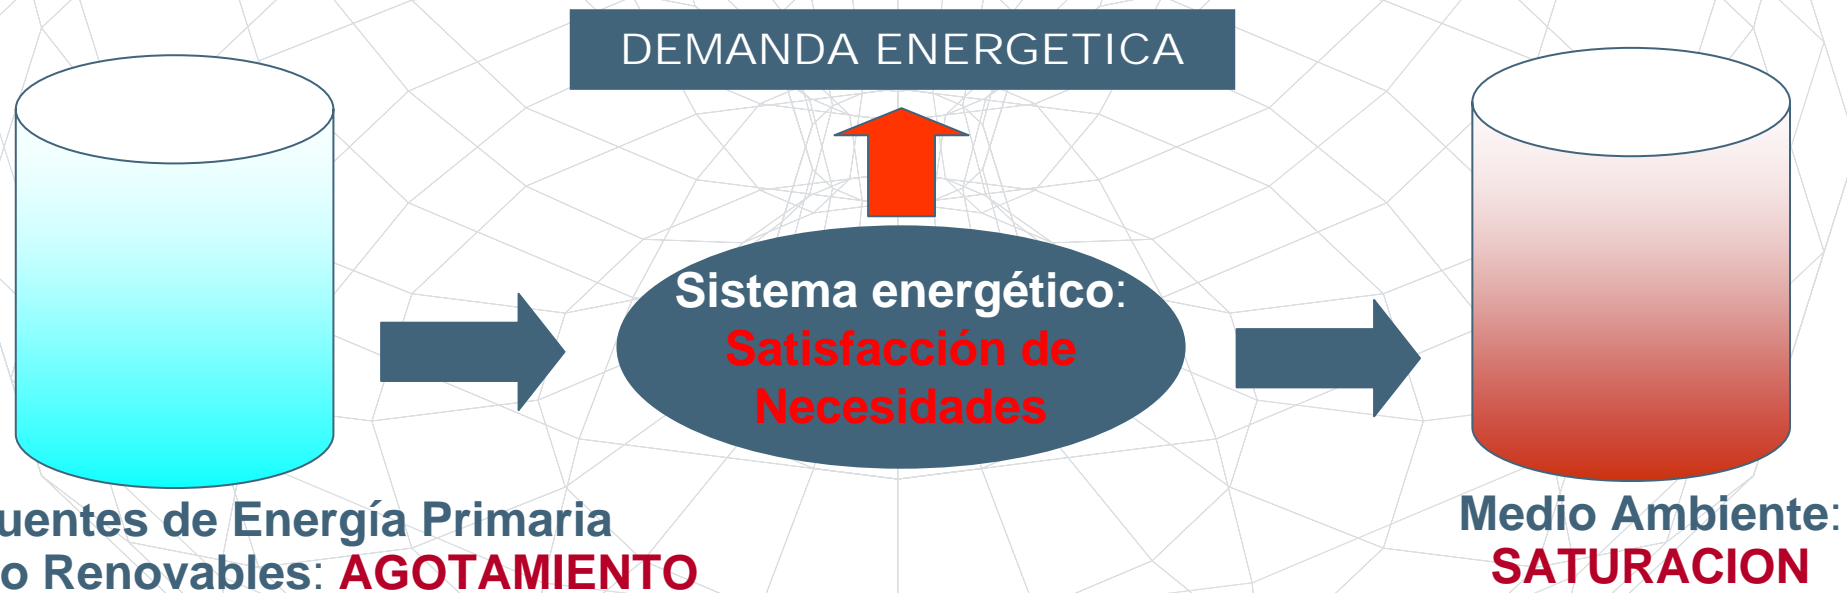 DEMANDA ENERGETICA
Sistema energético:
Satisfacción de
Necesidades
uentes de Energía Primaria
o Renovables: AGOTAMIENTO
Medio Ambiente:
SATURACION